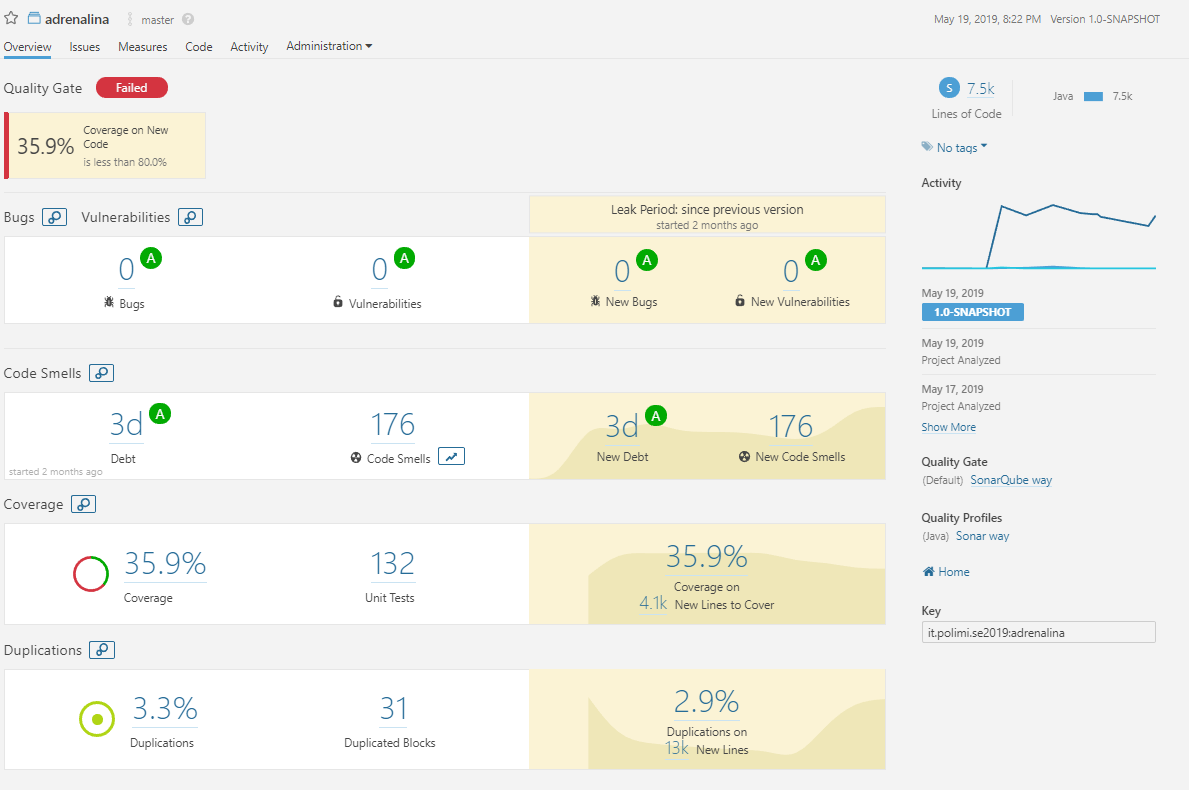 adrenalina master ?
May 19, 2019, 8:22 PM Version 1.0-SNAPSHOT
Overview Issues Measures Code Activity Administration
Quality Gate Failed
35.9% Coverage on New
Code
is less than 80.0%
Bugs Vulnerabilities
Leak Period: since previous version
started 2 months ago
0 A
Bugs
0 A
Vulnerabilities
0 A
New Bugs
0 A
New Vulnerabilities
Code Smells
3d A
Debt
started 2 months ago
176
Code Smells
3d A
New Debt
176
New Code Smells
Coverage
35.9%
Coverage
132
Unit Tests
35.9%
Coverage on
4.1k New Lines to Cover
Duplications
3.3%
Duplications
31
Duplicated Blocks
2.9%
Duplications on
13k New Lines
S 7.5k
Lines of Code
Java 7.5k
No tags
Activity
May 19, 2019
1.0-SNAPSHOT
May 19, 2019
Project Analyzed
May 17, 2019
Project Analyzed
Show More
Quality Gate
(Default) SonarQube way
Quality Profiles
(Java) Sonar way
Home
Key
it.polimi.se2019:adrenalina